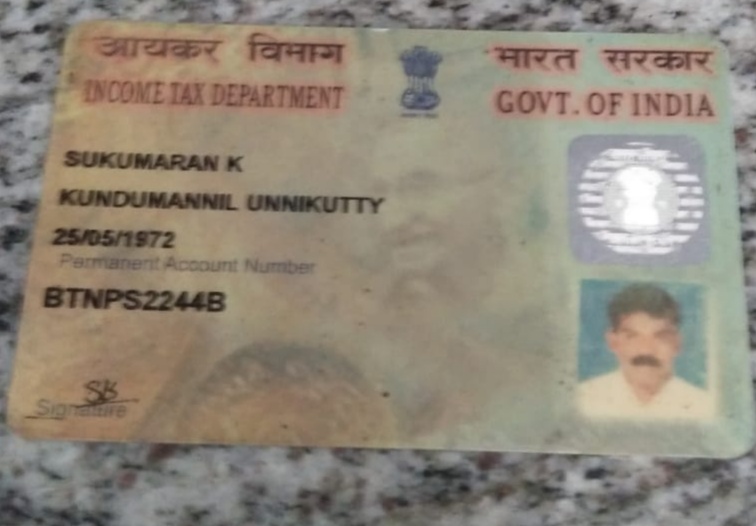 आयकर विभाग
INCOME TAX DEPARTMENT
भारत सरकार
GOVT. OF INDIA
SUKUMARAN K
KUNDUMANNIL UNNIKUTTY
25/05/1972
Permanent Account Number
BTNPS2244B
SK
Signature